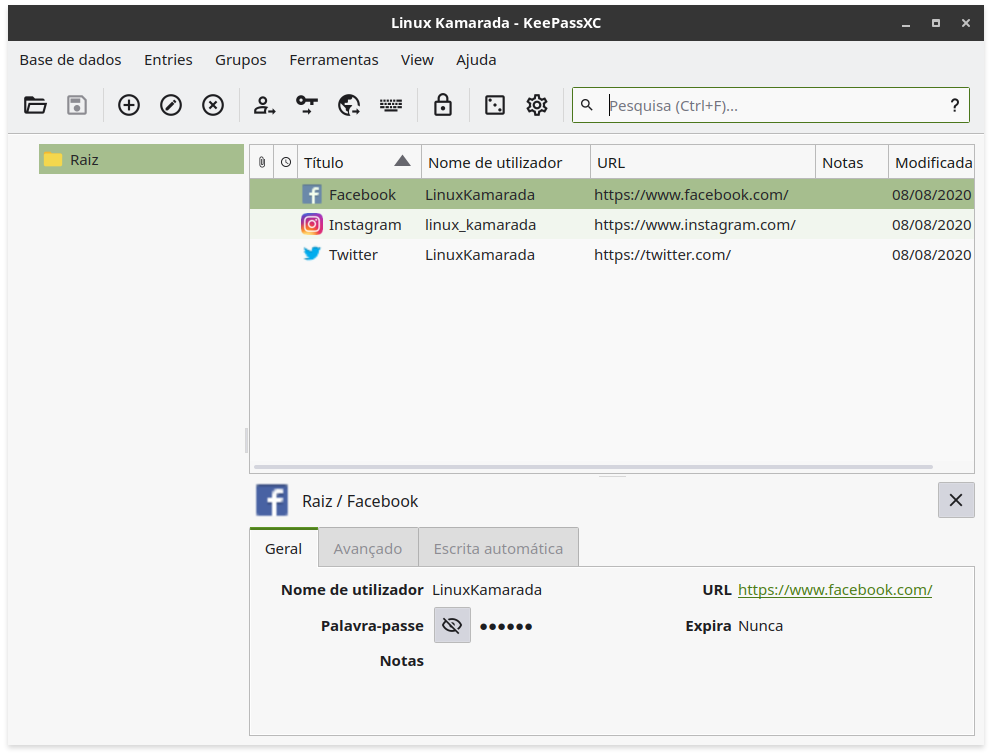 Linux Kamarada - KeePassXC
Base de dados Entries Grupos Ferramentas View Ajuda
Pesquisa (Ctrl+F)... ?
Raiz
Título Nome de utilizador URL Notas Modificada
Facebook LinuxKamarada https://www.facebook.com/ 08/08/2020
Instagram linux_kamarada https://www.instagram.com/ 08/08/2020
Twitter LinuxKamarada https://twitter.com/ 08/08/2020
Raiz / Facebook
Geral Avançado Escrita automática
Nome de utilizador LinuxKamarada URL https://www.facebook.com/
Palavra-passe ●●●●●● Expira Nunca
Notas